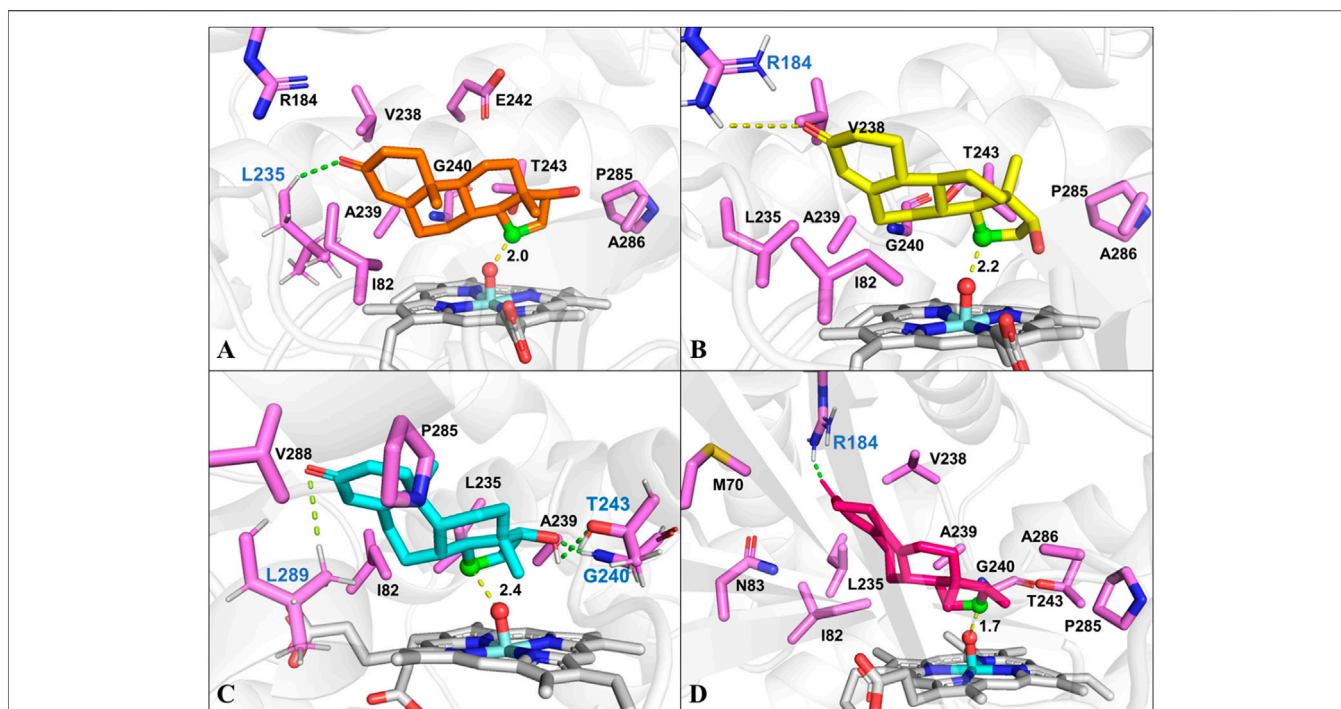 R184
V238
E242
L235
G240
T243
A239
P285
A286
I82
2.0
A
R184
V238
T243
P285
L235
A239
G240
A286
I82
2.2
B
P285
V288
L235
T243
A239
G240
L289
I82
2.4
C
R184
V238
M70
A239
A286
G240
N83
L235
T243
P285
I82
1.7
D